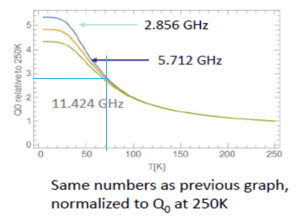 2.856 GHz
5.712 GHz
11.424 GHz
Q0 relative to 250K
5
4
3
2
1
0
0 50 100 150 200 250
T[K]
Same numbers as previous graph,
normalized to Q₀ at 250K